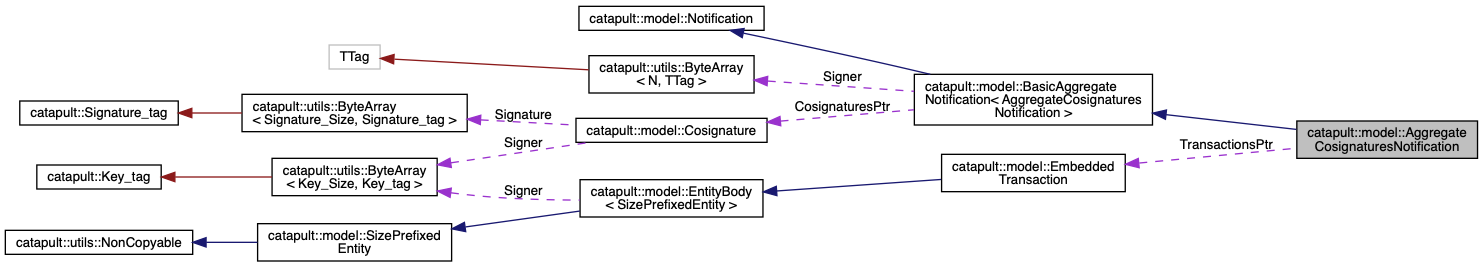 catapult::model::Notification
TTag
catapult::utils::ByteArray
< N, TTag >
Signer
catapult::model::BasicAggregate
Notification< AggregateCosignatures
Notification >
catapult::Signature_tag
catapult::utils::ByteArray
< Signature_Size, Signature_tag >
Signature
catapult::model::Cosignature
CosignaturesPtr
catapult::model::Aggregate
CosignaturesNotification
TransactionsPtr
Signer
catapult::Key_tag
catapult::utils::ByteArray
< Key_Size, Key_tag >
Signer
catapult::model::EntityBody
< SizePrefixedEntity >
catapult::model::Embedded
Transaction
catapult::utils::NonCopyable
catapult::model::SizePrefixed
Entity